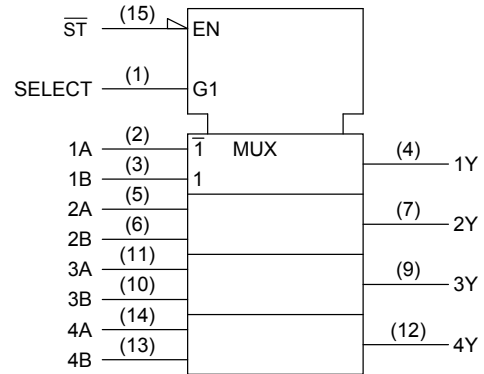 S̅T̅ (15) EN
SELECT (1) G1
1A (2) 1̅ MUX (4) 1Y
1B (3) 1
2A (5) (7) 2Y
2B (6)
3A (11) (9) 3Y
3B (10)
4A (14) (12) 4Y
4B (13)